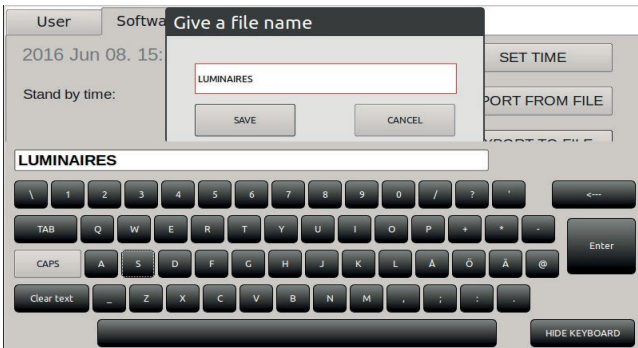 User Softwa
Give a file name
2016 Jun 08. 15:
SET TIME
LUMINAIRES
Stand by time:
PORT FROM FILE
SAVE CANCEL
LUMINAIRES
\ 1 2 3 4 5 6 7 8 9 0 / ? ' <---
TAB Q W E R T Y U I O P + * -
Enter
CAPS A S D F G H J K L Å Ö Ä @
Clear text _ Z X C V B N M , ; : .
HIDE KEYBOARD